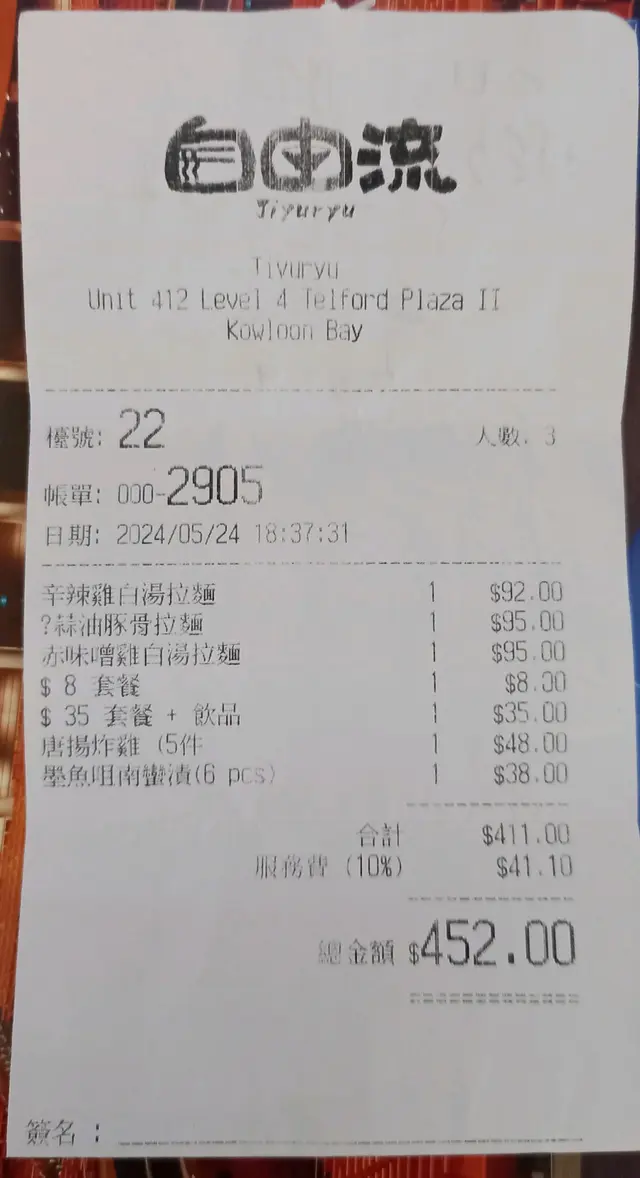 自由流
Jiyuryu
Jiyuryu
Unit 412 Level 4 Telford Plaza II
Kowloon Bay
檯號: 22 人數: 3
帳單: 000-2905
日期: 2024/05/24 18:37:31
辛辣雞白湯拉麵 1 $92.00
?蒜油豚骨拉麵 1 $95.00
赤味噌雞白湯拉麵 1 $95.00
$ 8 套餐 1 $8.00
$ 35 套餐 + 飲品 1 $35.00
唐揚炸雞 (5件 1 $48.00
墨魚咀南蠻漬(6 pcs) 1 $38.00
合計 $411.00
服務費 (10%) $41.10
總金額 $452.00
簽名 :